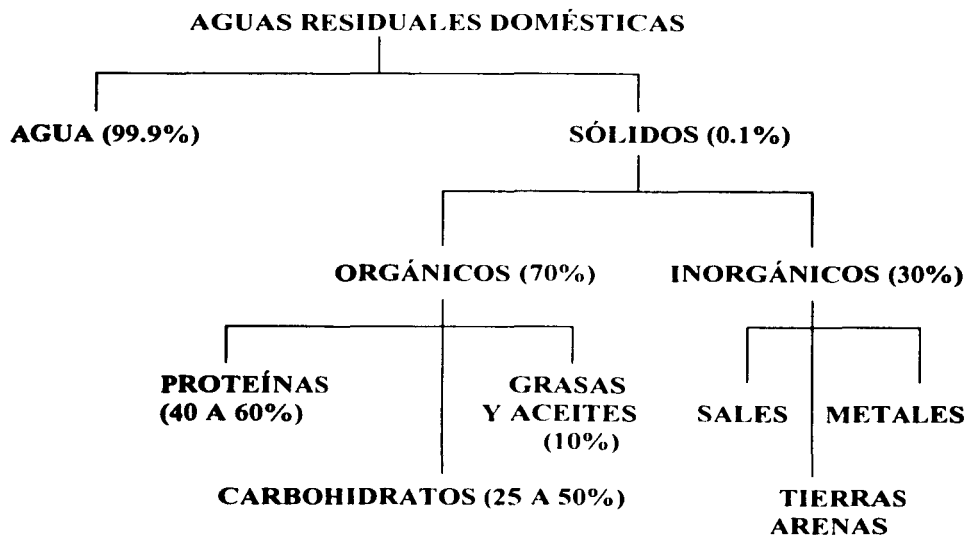 AGUAS RESIDUALES DOMÉSTICAS
AGUA (99.9%)
SÓLIDOS (0.1%)
ORGÁNICOS (70%)
INORGÁNICOS (30%)
PROTEÍNAS
(40 A 60%)
GRASAS
Y ACEITES
(10%)
SALES
METALES
CARBOHIDRATOS (25 A 50%)
TIERRAS
ARENAS